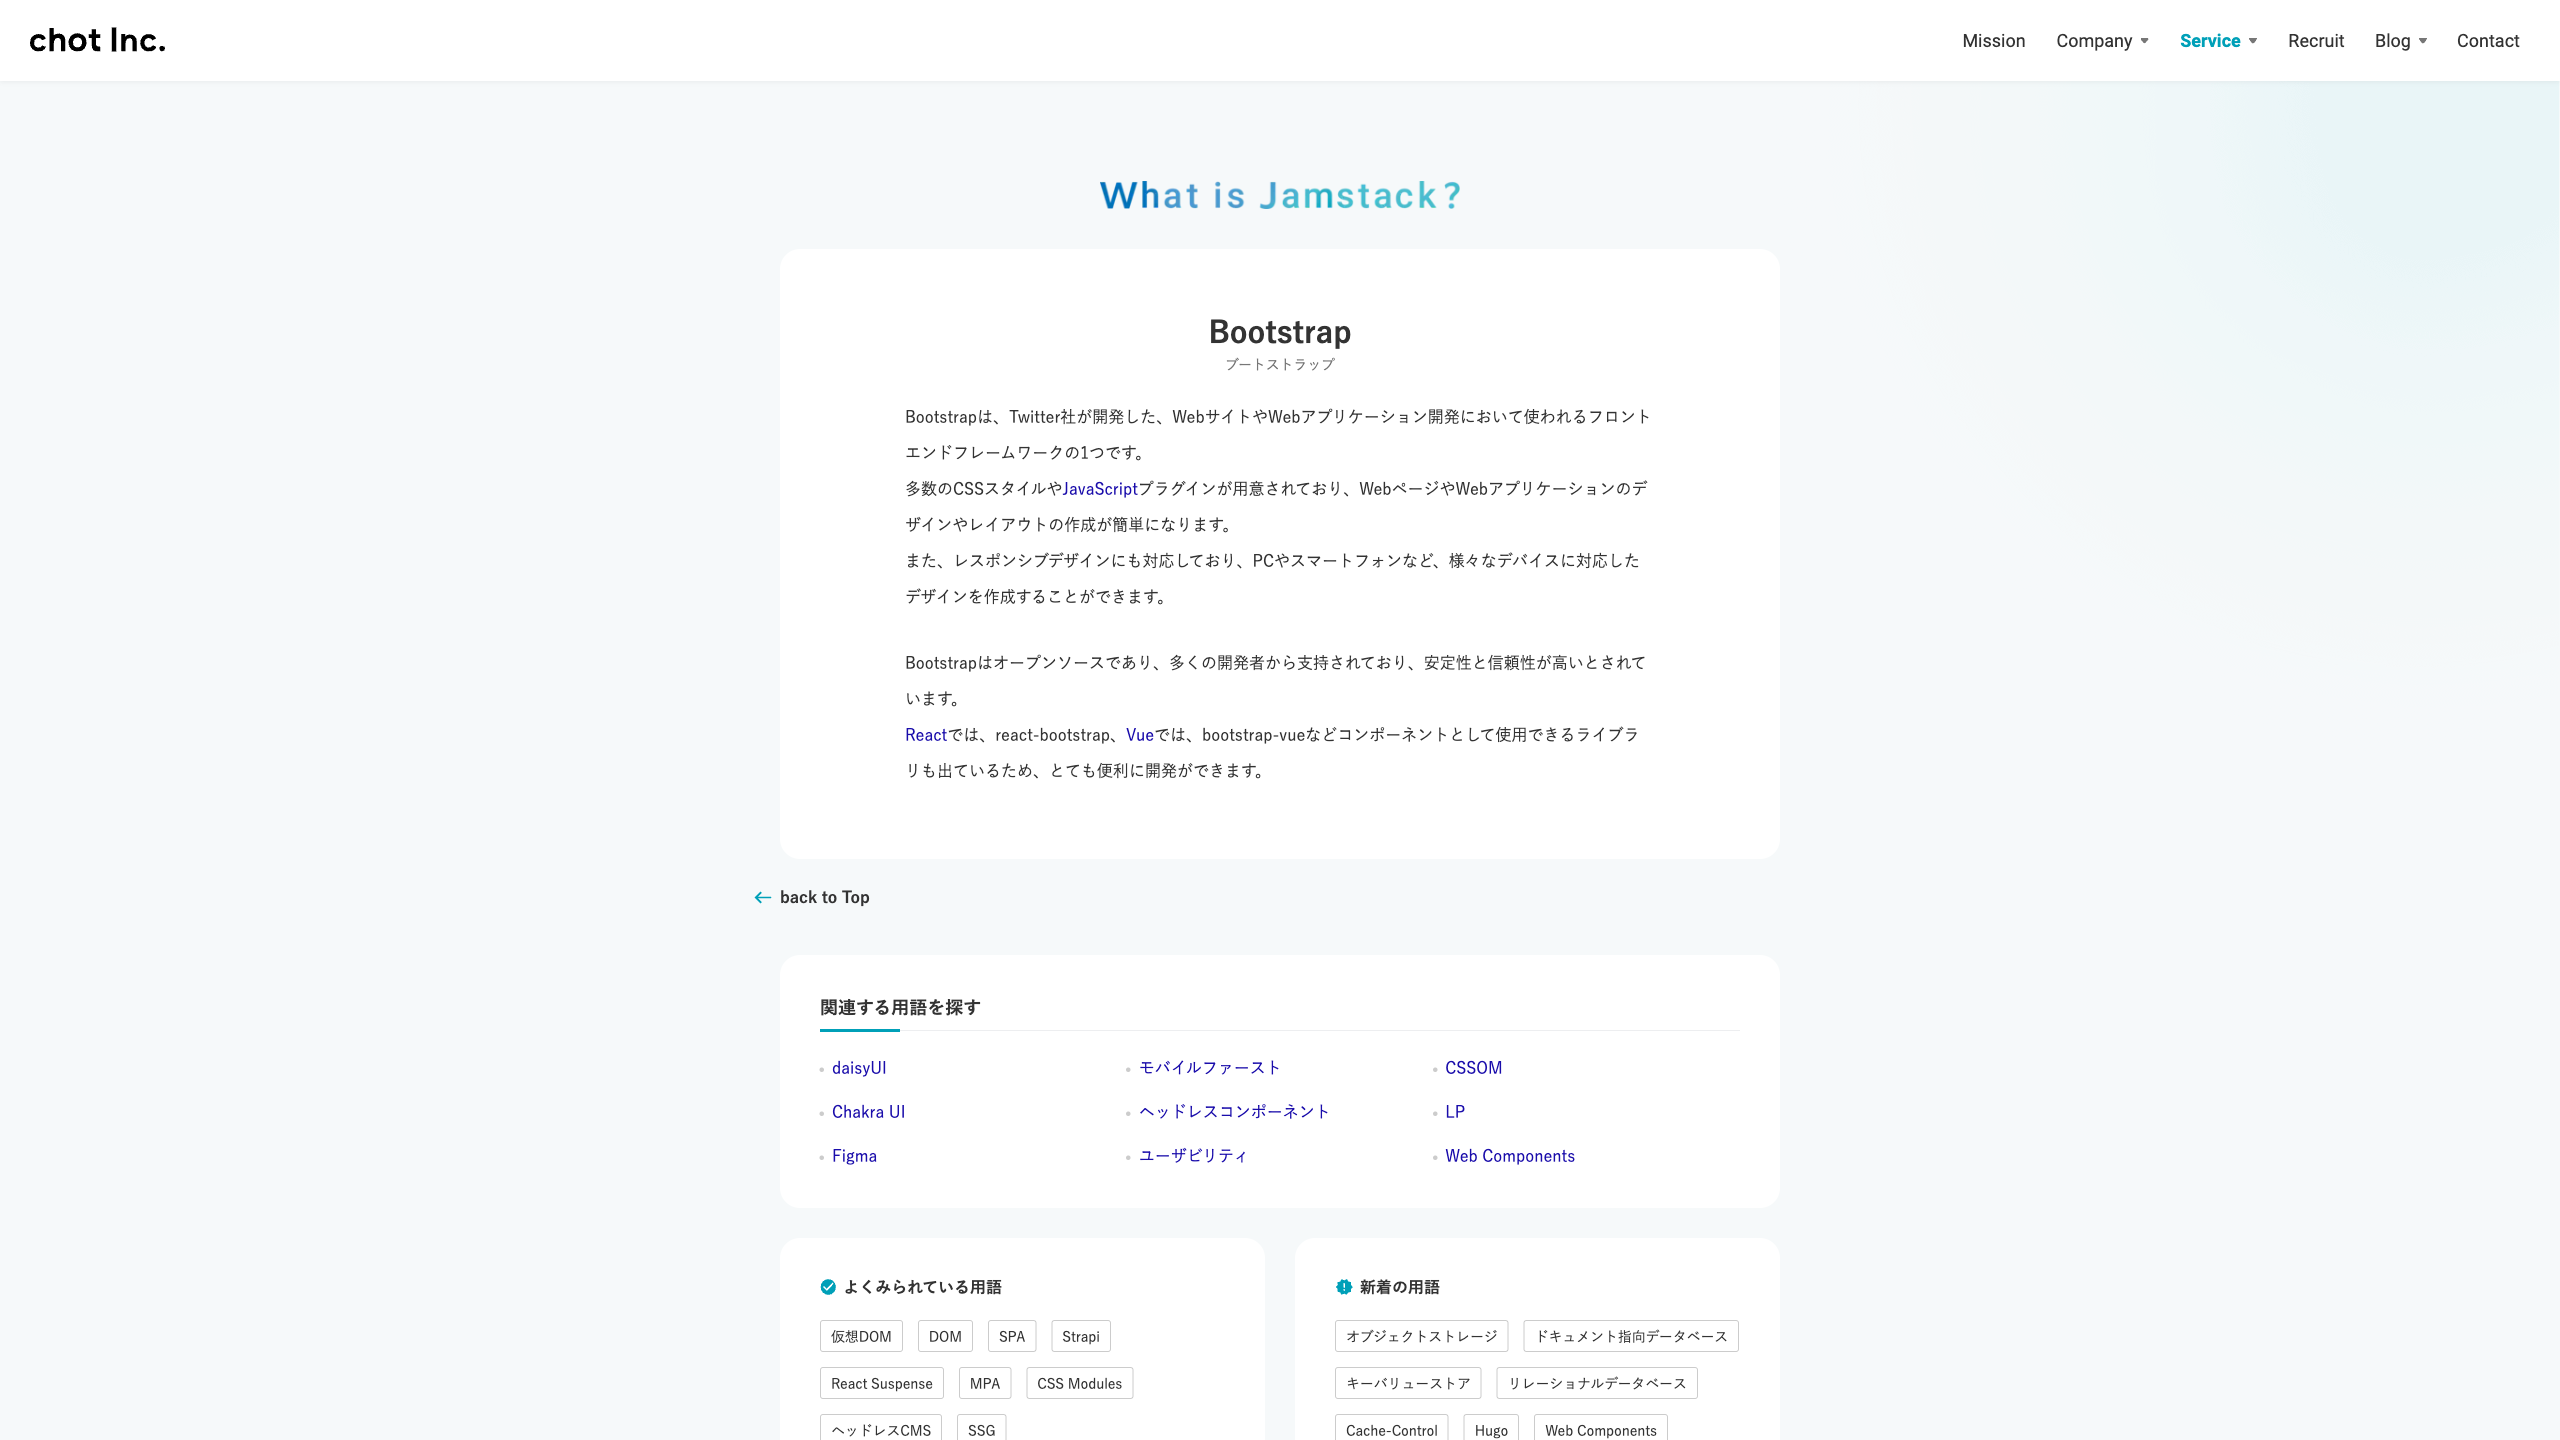 chot Inc.
Mission Company Service Recruit Blog Contact
What is Jamstack?
Bootstrap
ブートストラップ
Bootstrapは、Twitter社が開発した、WebサイトやWebアプリケーション開発において使われるフロント
エンドフレームワークの1つです。
多数のCSSスタイルやJavaScriptプラグインが用意されており、WebページやWebアプリケーションのデ
ザインやレイアウトの作成が簡単になります。
また、レスポンシブデザインにも対応しており、PCやスマートフォンなど、様々なデバイスに対応した
デザインを作成することができます。
Bootstrapはオープンソースであり、多くの開発者から支持されており、安定性と信頼性が高いとされて
います。
Reactでは、react-bootstrap、Vueでは、bootstrap-vueなどコンポーネントとして使用できるライブラ
リも出ているため、とても便利に開発ができます。
back to Top
関連する用語を探す
daisyUI モバイルファースト CSSOM
Chakra UI ヘッドレスコンポーネント LP
Figma ユーザビリティ Web Components
よくみられている用語
仮想DOM DOM SPA Strapi
React Suspense MPA CSS Modules
ヘッドレスCMS SSG
新着の用語
オブジェクトストレージ ドキュメント指向データベース
キーバリューストア リレーショナルデータベース
Cache-Control Hugo Web Components